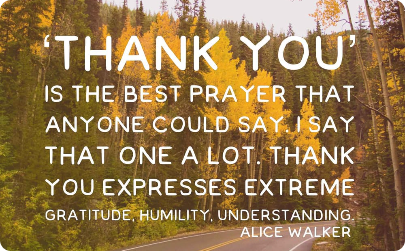 ‘THANK YOU’
IS THE BEST PRAYER THAT
ANYONE COULD SAY. I SAY
THAT ONE A LOT. THANK
YOU EXPRESSES EXTREME
GRATITUDE, HUMILITY, UNDERSTANDING.
ALICE WALKER